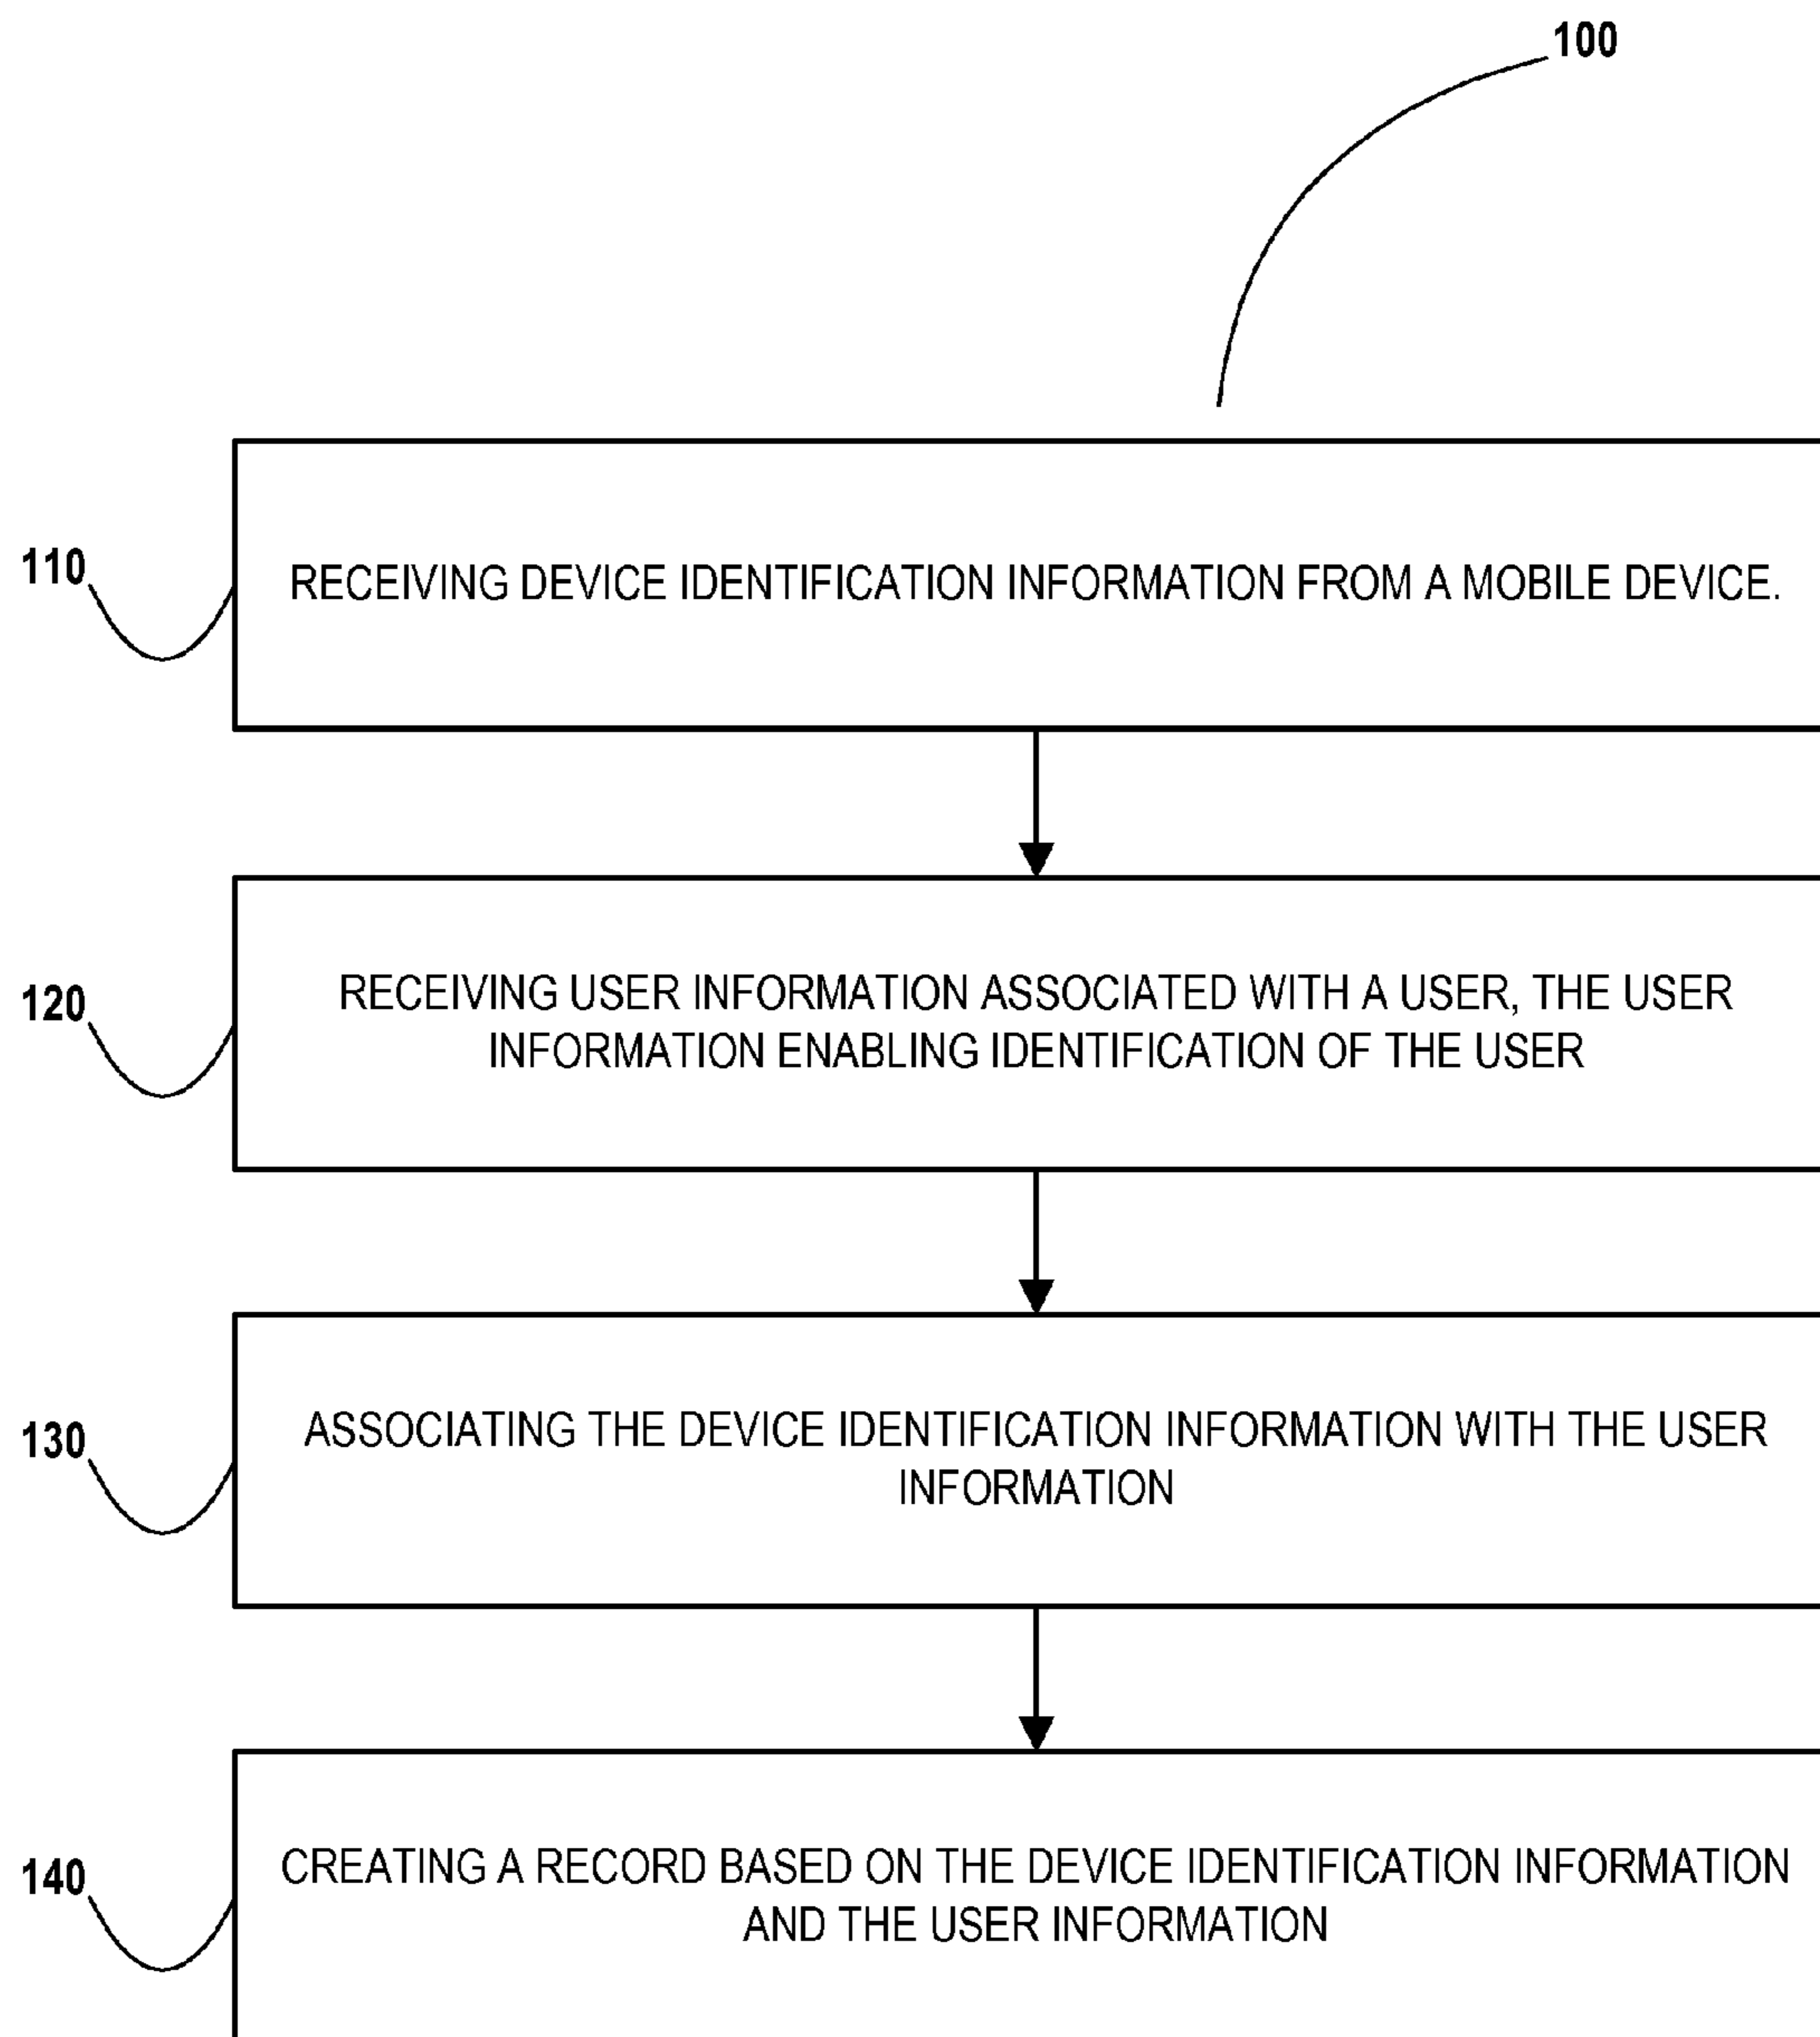 100
110
RECEIVING DEVICE IDENTIFICATION INFORMATION FROM A MOBILE DEVICE.
120
RECEIVING USER INFORMATION ASSOCIATED WITH A USER, THE USER
INFORMATION ENABLING IDENTIFICATION OF THE USER
130
ASSOCIATING THE DEVICE IDENTIFICATION INFORMATION WITH THE USER
INFORMATION
140
CREATING A RECORD BASED ON THE DEVICE IDENTIFICATION INFORMATION
AND THE USER INFORMATION